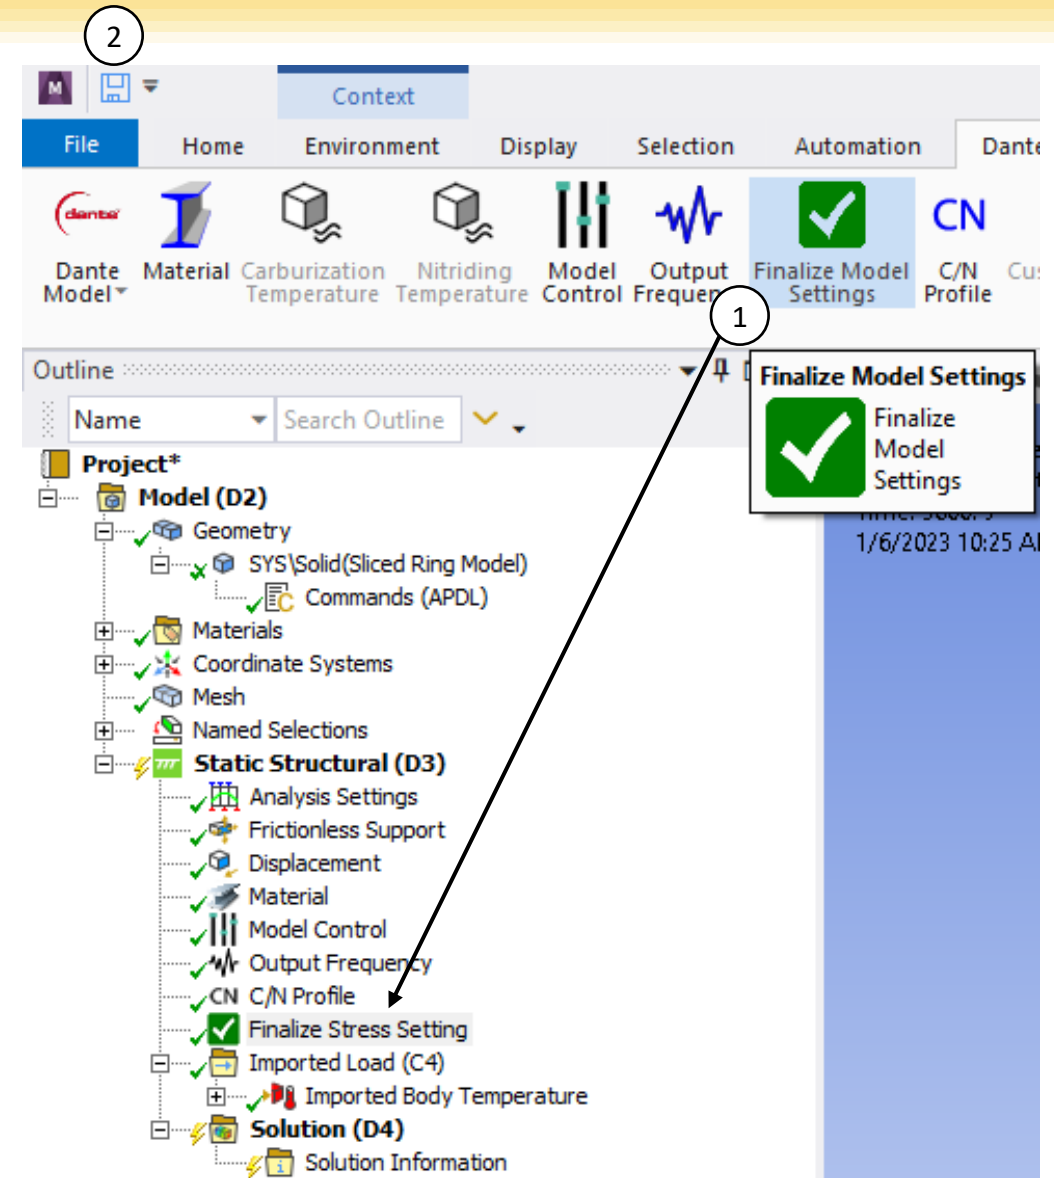 2
M
Context
File Home Environment Display Selection Automation Dante
dante
CN
Dante Model
Material
Carburization Temperature
Nitriding Temperature
Model Control
Output Frequency
Finalize Model Settings
C/N Profile
1
Outline
Finalize Model Settings
Finalize
Model
Settings
Name
Search Outline
1/6/2023 10:25 A
Project*
Model (D2)
Geometry
SYS\Solid(Sliced Ring Model)
Commands (APDL)
Materials
Coordinate Systems
Mesh
Named Selections
Static Structural (D3)
Analysis Settings
Frictionless Support
Displacement
Material
Model Control
Output Frequency
CN C/N Profile
Finalize Stress Setting
Imported Load (C4)
Imported Body Temperature
Solution (D4)
Solution Information